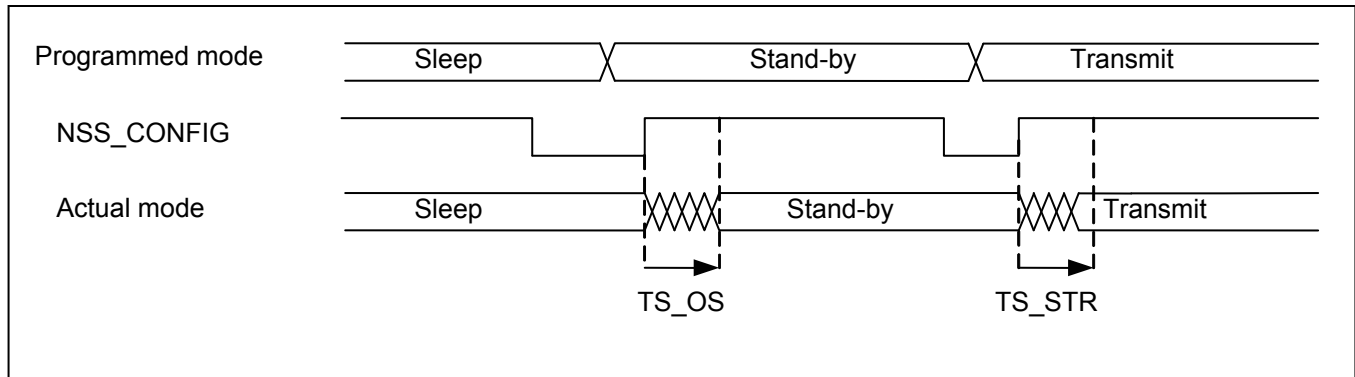 Programmed mode Sleep Stand-by Transmit
NSS_CONFIG
Actual mode Sleep Stand-by Transmit
TS_OS TS_STR